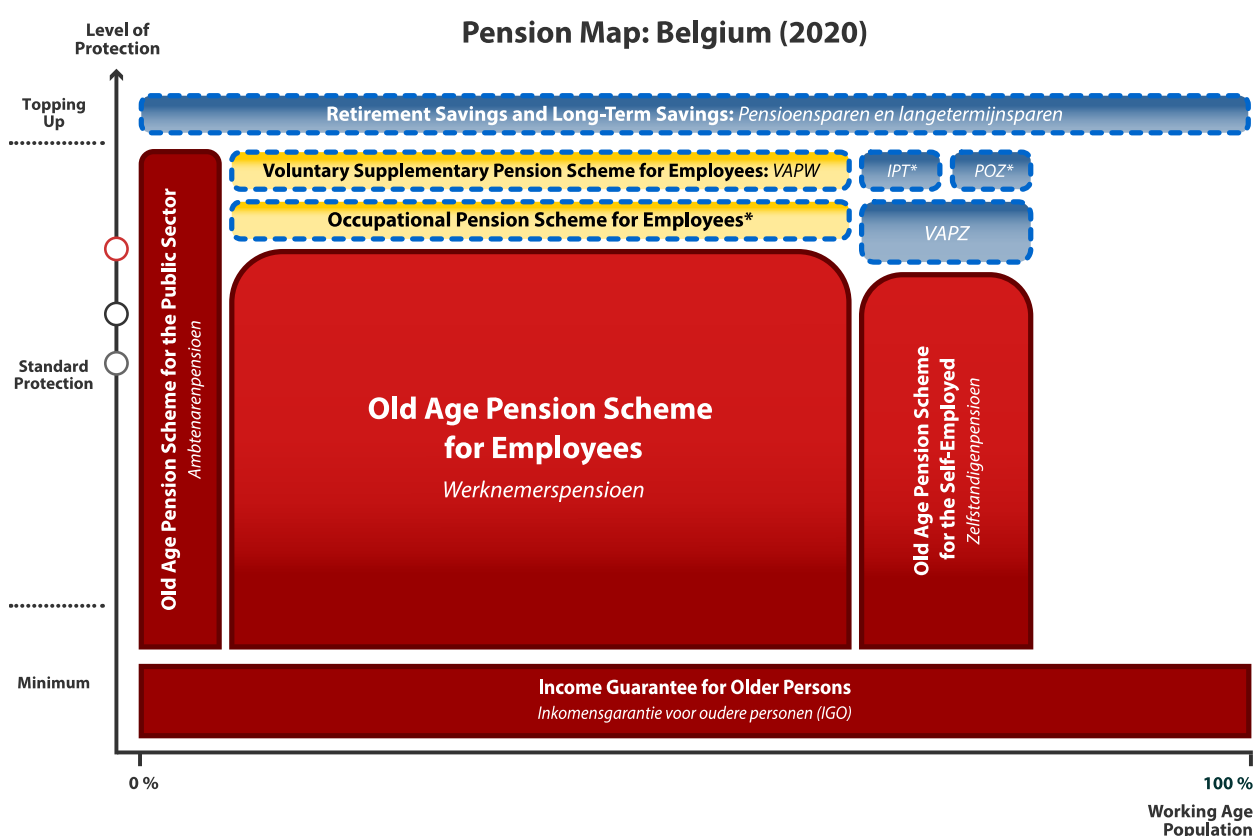 Pension Map: Belgium (2020)
Level of
Protection
Topping
Up
Retirement Savings and Long-Term Savings: Pensioensparen en langetermijnsparen
Voluntary Supplementary Pension Scheme for Employees: VAPW
IPT*
POZ*
Occupational Pension Scheme for Employees*
VAPZ
Old Age Pension Scheme for the Public Sector
Ambtenarenpensioen
Standard
Protection
Old Age Pension Scheme
for Employees
Werknemerspensioen
Old Age Pension Scheme
for the Self-Employed
Zelfstandigenpensioen
Minimum
Income Guarantee for Older Persons
Inkomensgarantie voor oudere personen (IGO)
0 %
100 %
Working Age
Population